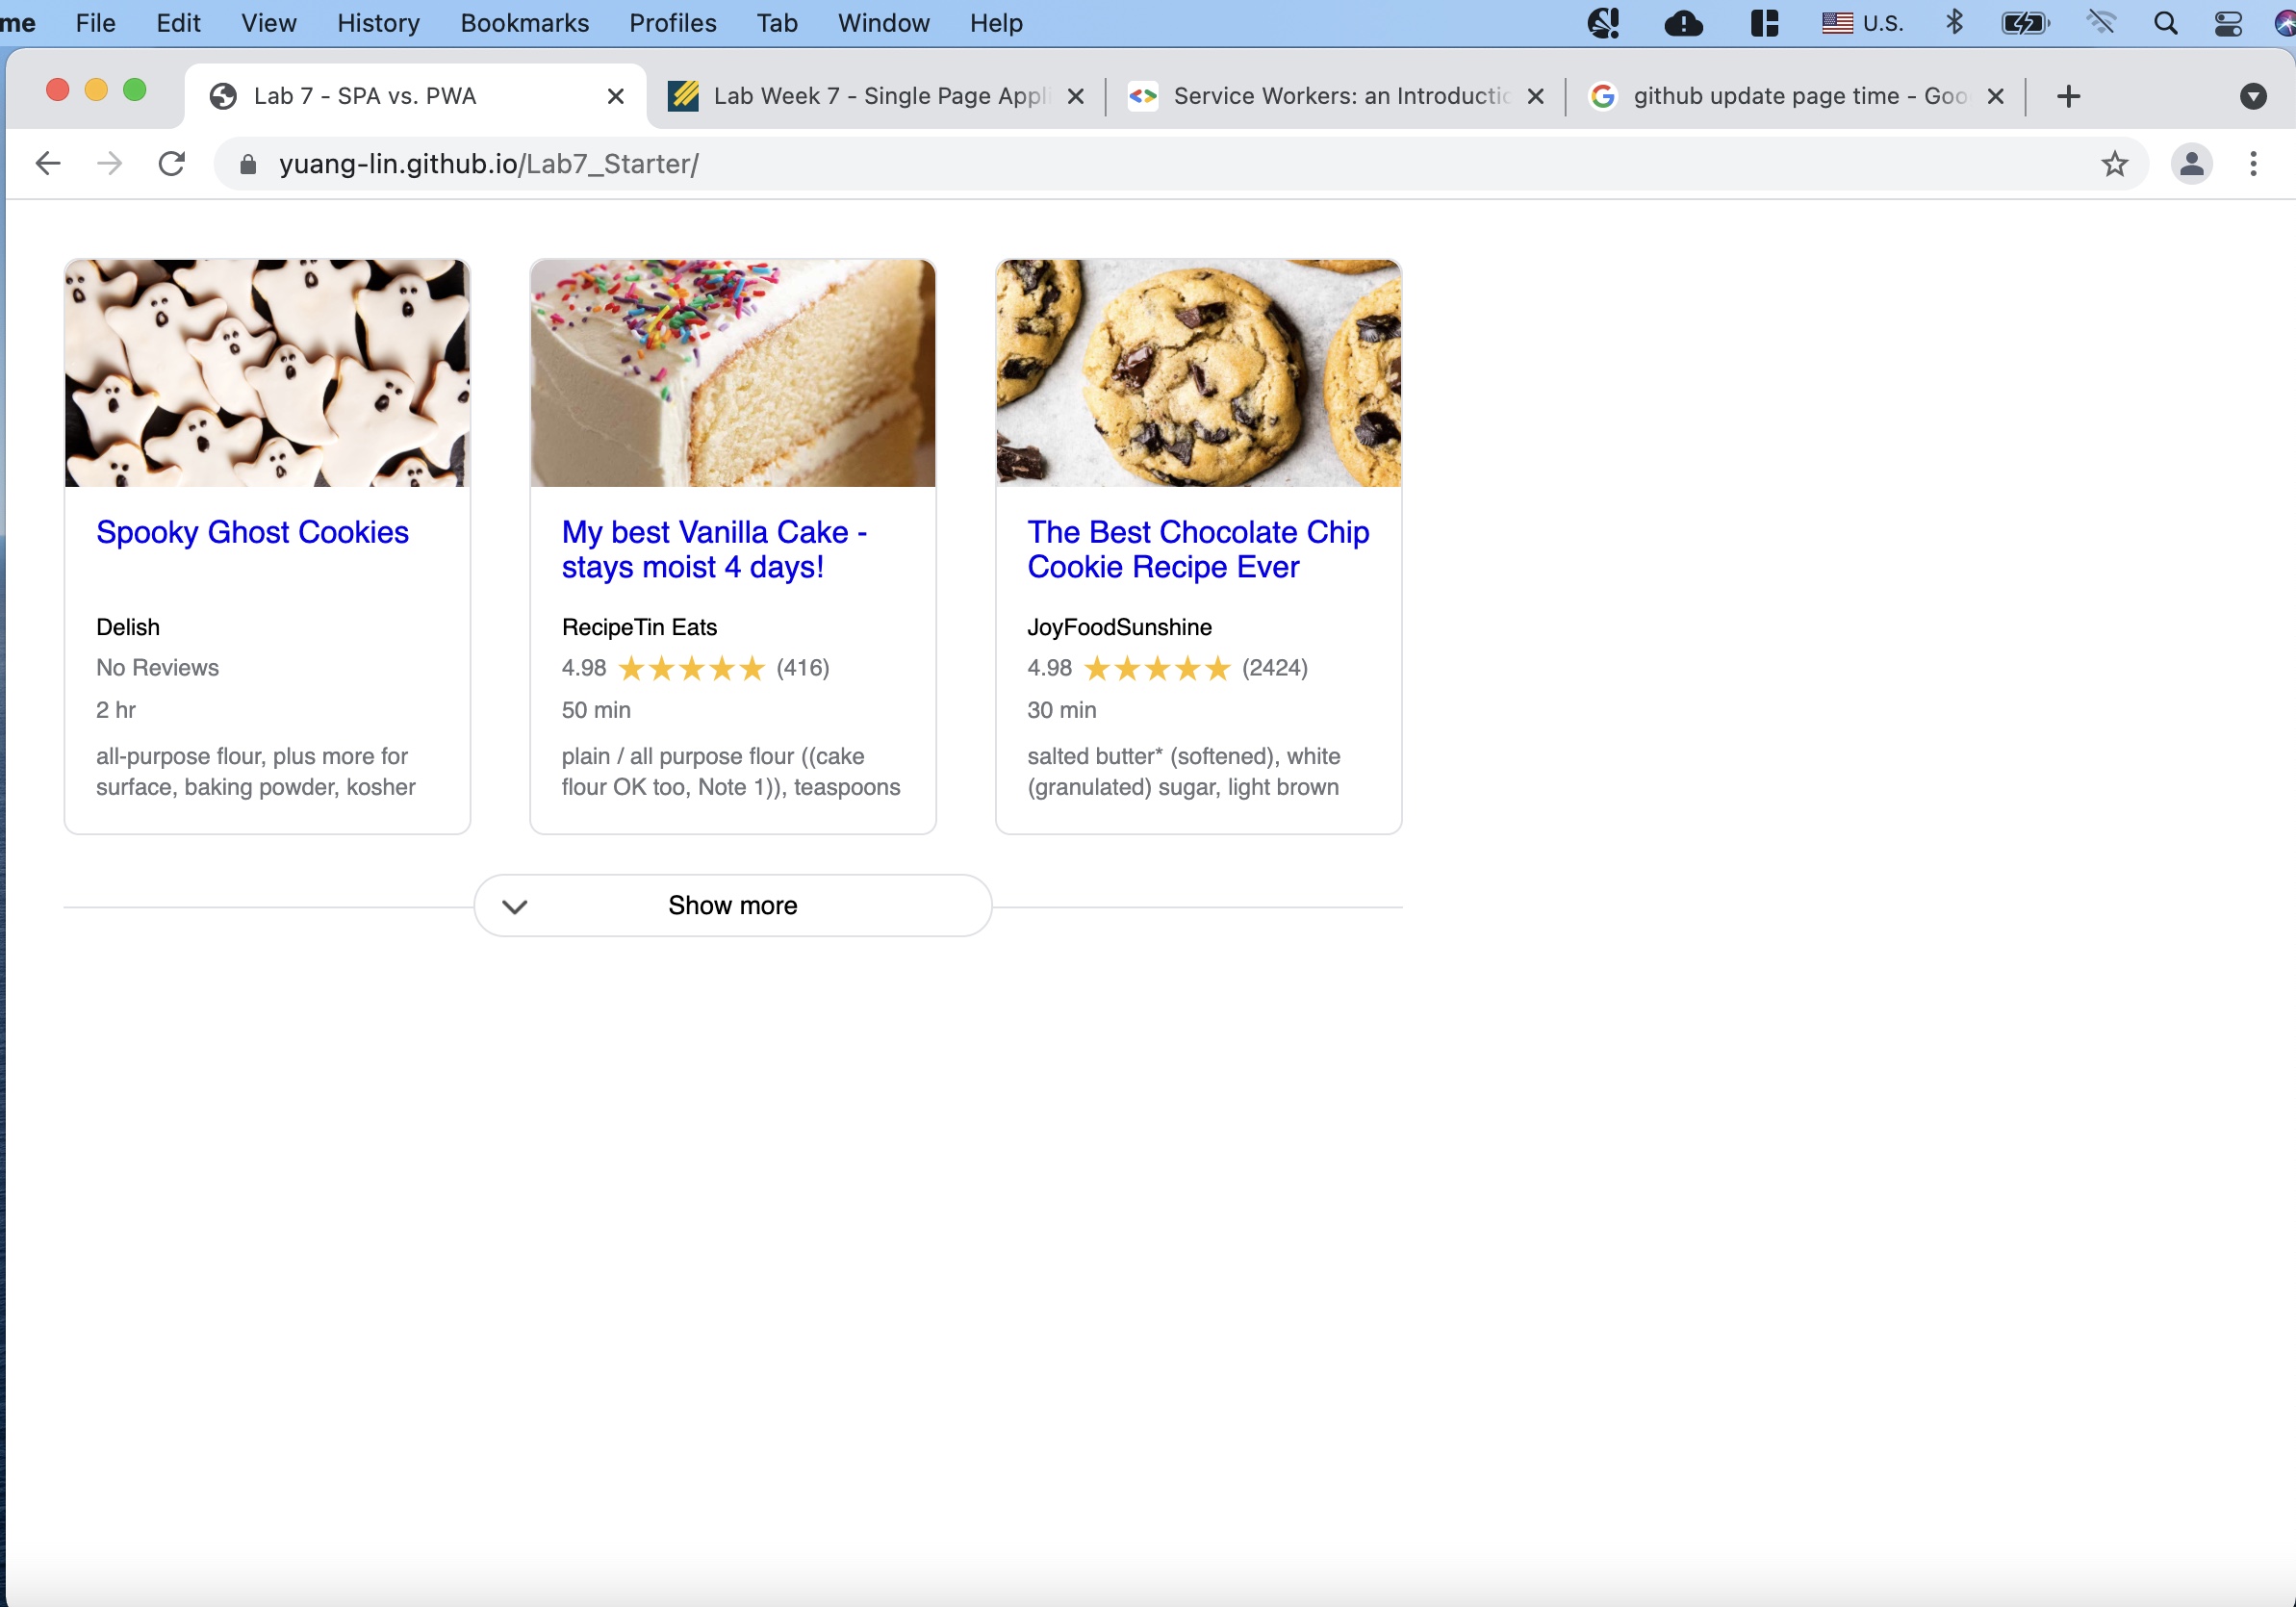 me File Edit View History Bookmarks Profiles Tab Window Help U.S.
Lab 7 - SPA vs. PWA Lab Week 7 - Single Page Appli Service Workers: an Introductio github update page time - Goo
yuang-lin.github.io/Lab7_Starter/
Spooky Ghost Cookies
Delish
No Reviews
2 hr
all-purpose flour, plus more for
surface, baking powder, kosher
My best Vanilla Cake -
stays moist 4 days!
RecipeTin Eats
4.98 ★★★★★ (416)
50 min
plain / all purpose flour ((cake
flour OK too, Note 1)), teaspoons
The Best Chocolate Chip
Cookie Recipe Ever
JoyFoodSunshine
4.98 ★★★★★ (2424)
30 min
salted butter* (softened), white
(granulated) sugar, light brown
Show more